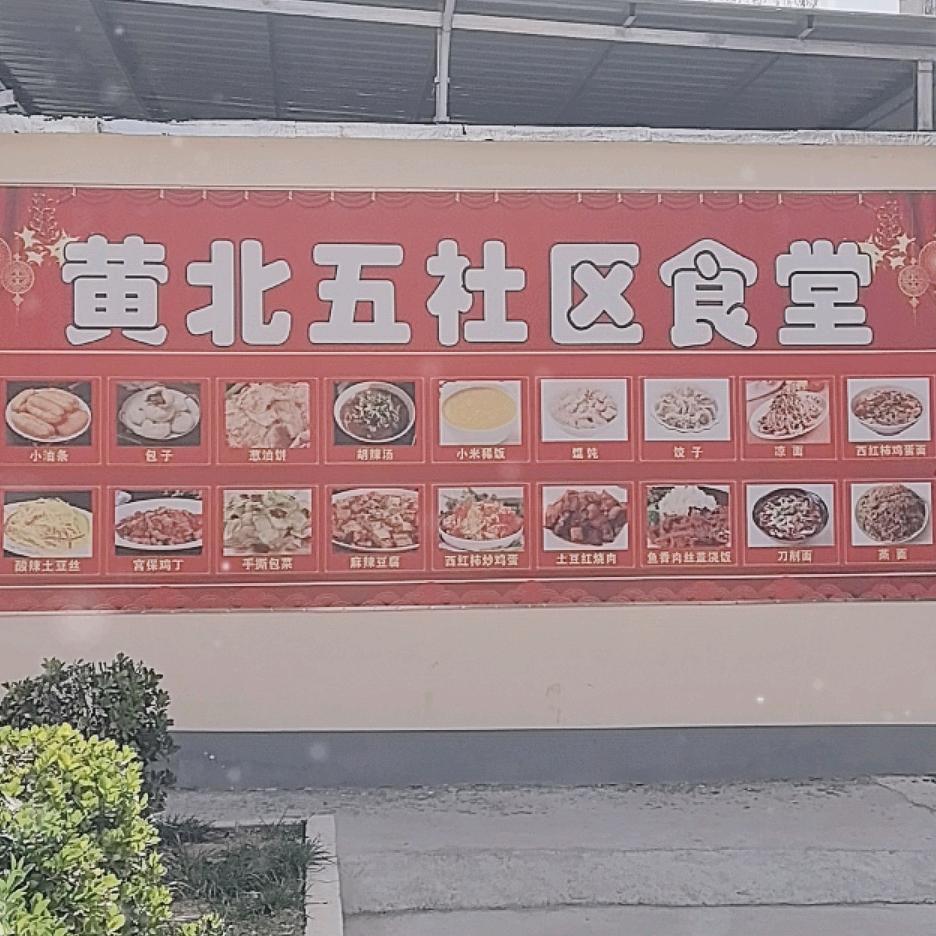 黄北五社区食堂
小油条 包子 葱油饼 胡辣汤 小米稀饭 馄饨 饺子 凉面 西红柿鸡蛋面
酸辣土豆丝 宫保鸡丁 手撕包菜 麻辣豆腐 西红柿炒鸡蛋 土豆红烧肉 鱼香肉丝盖浇饭 刀削面 蒸面